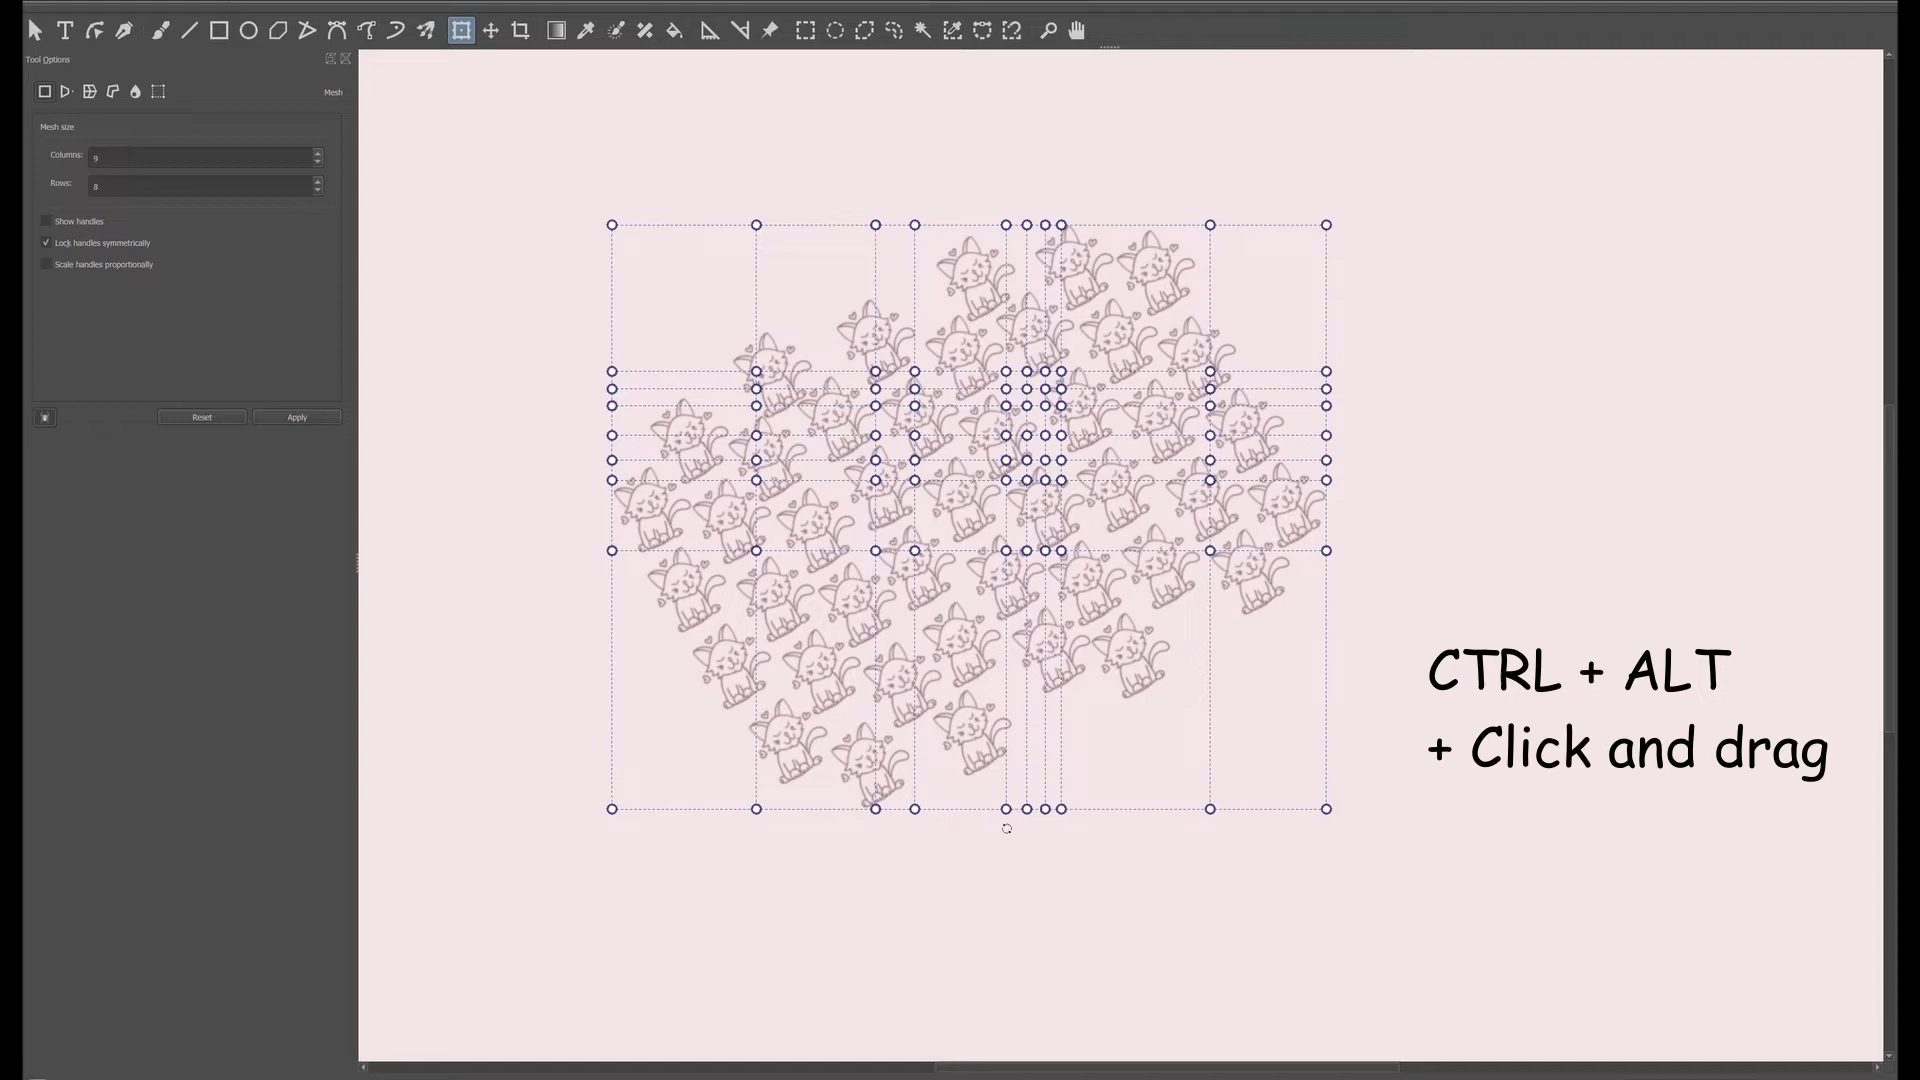 Tool Options
Mesh
Mesh size
Columns: 9
Rows: 8
Show handles
Lock handles symmetrically
Scale handles proportionally
Reset Apply
CTRL + ALT
+ Click and drag